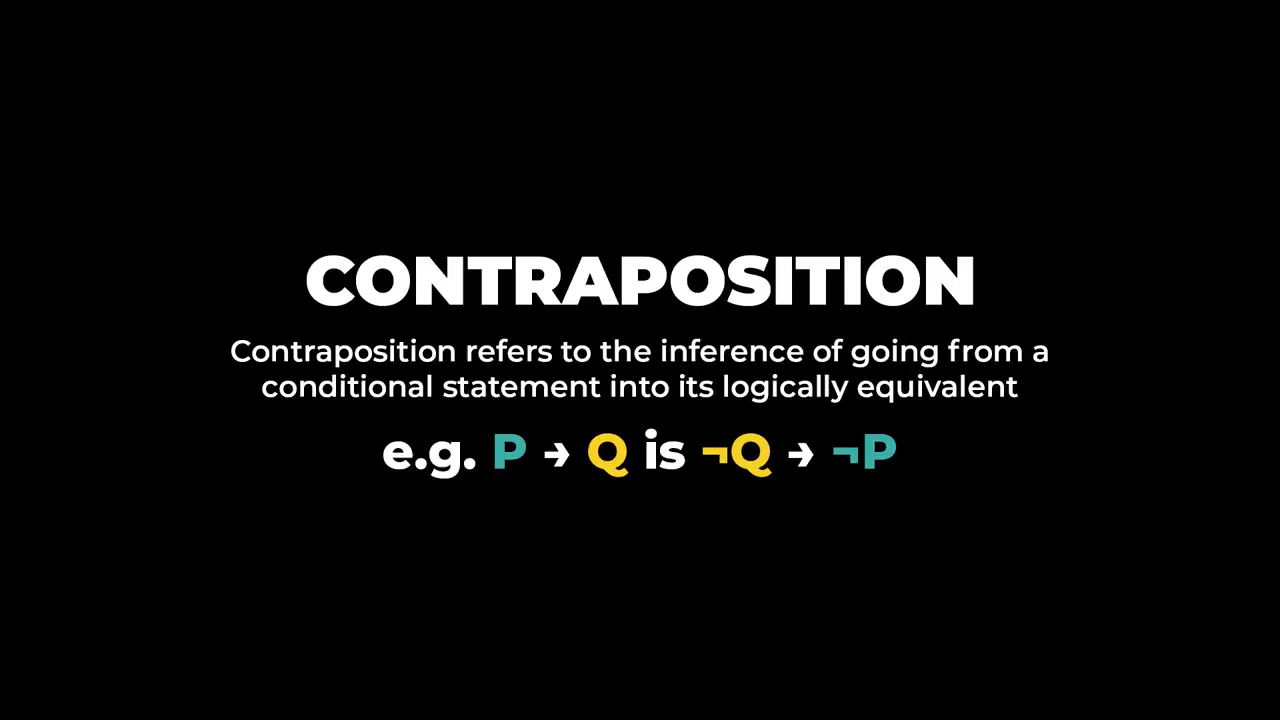 CONTRAPOSITION
Contraposition refers to the inference of going from a
conditional statement into its logically equivalent
e.g. P → Q is ¬Q → ¬P